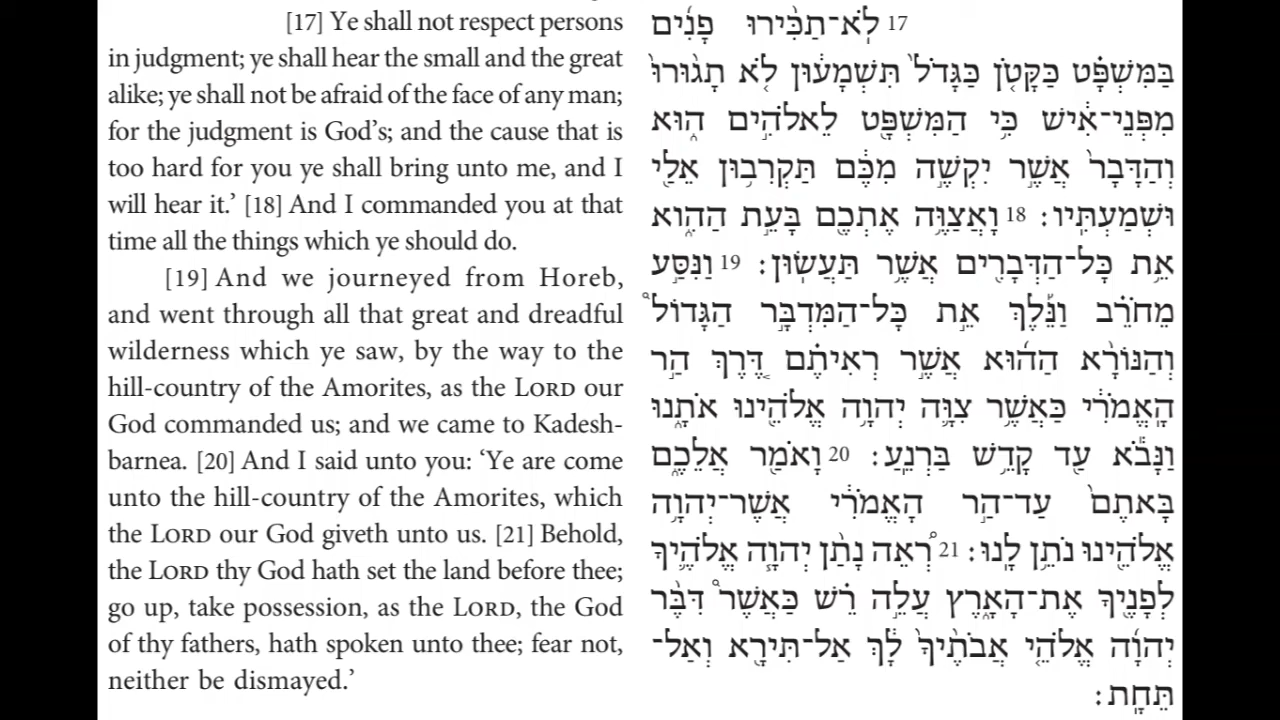 [17] Ye shall not respect persons
in judgment; ye shall hear the small and the great
alike; ye shall not be afraid of the face of any man;
for the judgment is God’s; and the cause that is
too hard for you ye shall bring unto me, and I
will hear it.’ [18] And I commanded you at that
time all the things which ye should do.
[19] And we journeyed from Horeb,
and went through all that great and dreadful
wilderness which ye saw, by the way to the
hill-country of the Amorites, as the LORD our
God commanded us; and we came to Kadesh-
barnea. [20] And I said unto you: ‘Ye are come
unto the hill-country of the Amorites, which
the LORD our God giveth unto us. [21] Behold,
the LORD thy God hath set the land before thee;
go up, take possession, as the LORD, the God
of thy fathers, hath spoken unto thee; fear not,
neither be dismayed.’
17 לֹֽא־תַכִּ֨ירוּ פָנִ֜ים
בַּמִּשְׁפָּ֗ט כַּקָּטֹ֤ן כַּגָּדֹל֙ תִּשְׁמָע֔וּן לֹ֤א תָג֙וּרוּ֙
מִפְּנֵי־אִ֔ישׁ כִּ֥י הַמִּשְׁפָּ֖ט לֵאלֹהִ֣ים ה֑וּא
וְהַדָּבָר֙ אֲשֶׁ֣ר יִקְשֶׁ֣ה מִכֶּ֔ם תַּקְרִב֥וּן אֵלַ֖י
וּשְׁמַעְתִּֽיו׃ 18 וָאֲצַוֶּ֥ה אֶתְכֶ֖ם בָּעֵ֣ת הַהִ֑וא
אֵ֥ת כׇּל־הַדְּבָרִ֖ים אֲשֶׁ֥ר תַּעֲשֽׂוּן׃ 19 וַנִּסַּ֣ע
מֵחֹרֵ֗ב וַנֵּ֡לֶךְ אֵ֣ת כׇּל־הַמִּדְבָּ֣ר הַגָּדוֹל֩
וְהַנּוֹרָ֨א הַה֜וּא אֲשֶׁ֣ר רְאִיתֶ֗ם דֶּ֚רֶךְ הַ֣ר
הָֽאֱמֹרִ֔י כַּאֲשֶׁ֥ר צִוָּ֛ה יְהוָ֥ה אֱלֹהֵ֖ינוּ אֹתָ֑נוּ
וַנָּבֹ֕א עַ֖ד קָדֵ֥שׁ בַּרְנֵֽעַ׃ 20 וָאֹמַ֖ר אֲלֵכֶ֑ם
בָּאתֶם֙ עַד־הַ֣ר הָאֱמֹרִ֔י אֲשֶׁר־יְהוָ֥ה
אֱלֹהֵ֖ינוּ נֹתֵ֥ן לָֽנוּ׃ 21 רְ֠אֵה נָתַ֨ן יְהוָ֧ה אֱלֹהֶ֛יךָ
לְפָנֶ֖יךָ אֶת־הָאָ֑רֶץ עֲלֵ֣ה רֵ֗שׁ כַּאֲשֶׁר֩ דִּבֶּ֨ר
יְהוָ֜ה אֱלֹהֵ֤י אֲבֹתֶ֙יךָ֙ לָ֔ךְ אַל־תִּירָ֖א וְאַל־
תֵּחָֽת׃